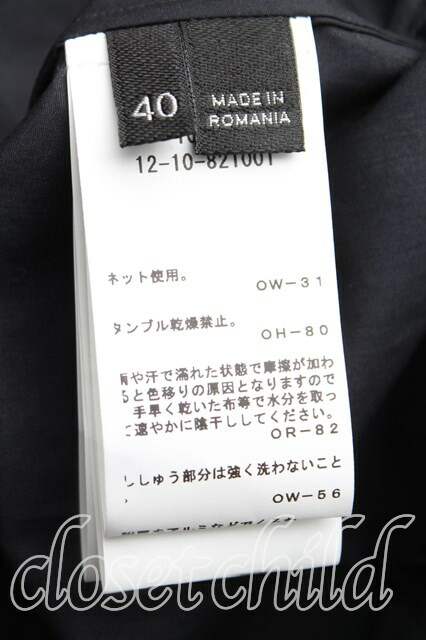 40
MADE IN
ROMANIA
12-10-821001
ネット使用。
OW-31
タンブル乾燥禁止。
OH-80
雨や汗で濡れた状態で摩擦が加わ
ると色移りの原因となりますので
手早く乾いた布等で水分を取っ
て速やかに陰干ししてください。
OR-82
ししゅう部分は強く洗わないこと
OW-56
closet child